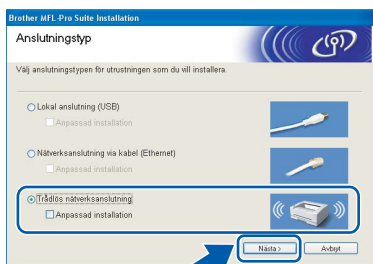 Brother MFL-Pro Suite Installation
Anslutningstyp
Välj anslutningstypen för utrustningen som du vill installera.
Lokal anslutning (USB)
Anpassad installation
Nätverksanslutning via kabel (Ethernet)
Anpassad installation
Trådlös nätverksanslutning
Anpassad installation
Nästa >
Avbryt